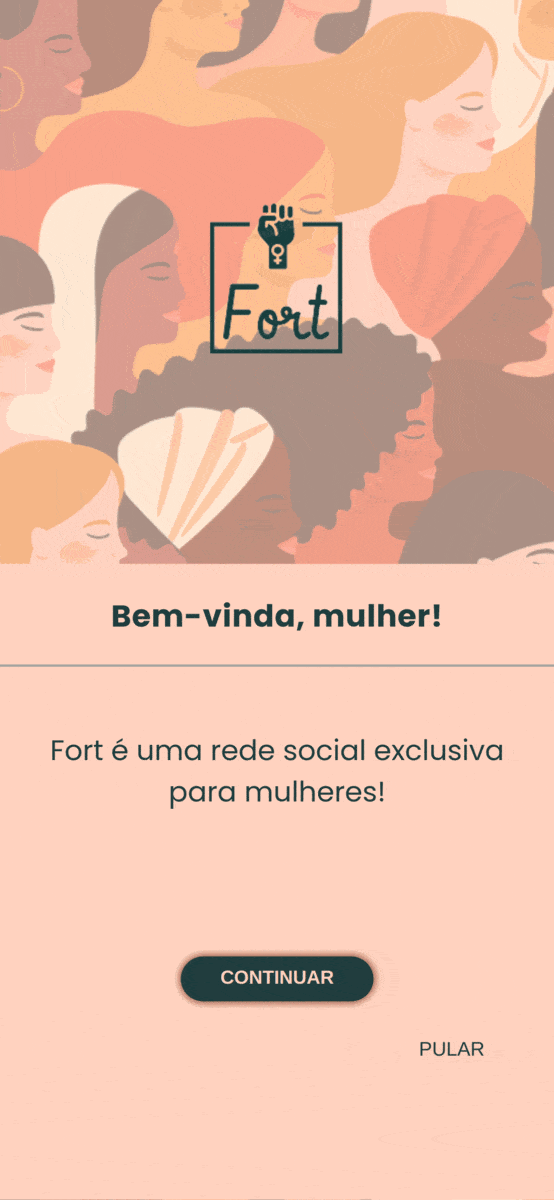 Fort
Bem-vinda, mulher!
Fort é uma rede social exclusiva
para mulheres!
CONTINUAR
PULAR